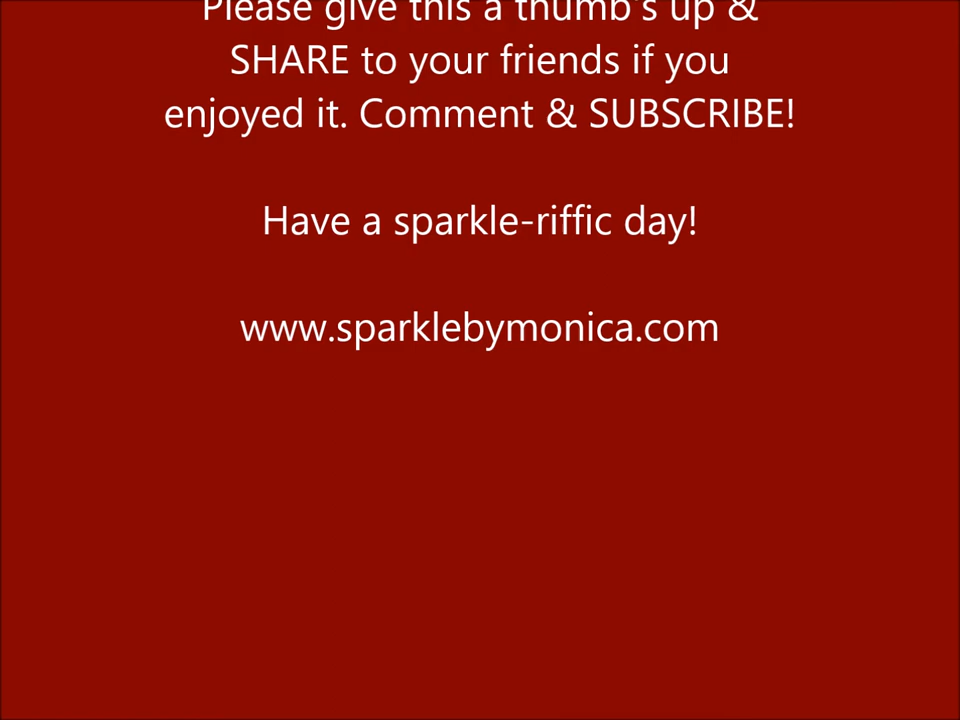 Please give this a thumb's up &
SHARE to your friends if you
enjoyed it. Comment & SUBSCRIBE!
Have a sparkle-riffic day!
www.sparklebymonica.com